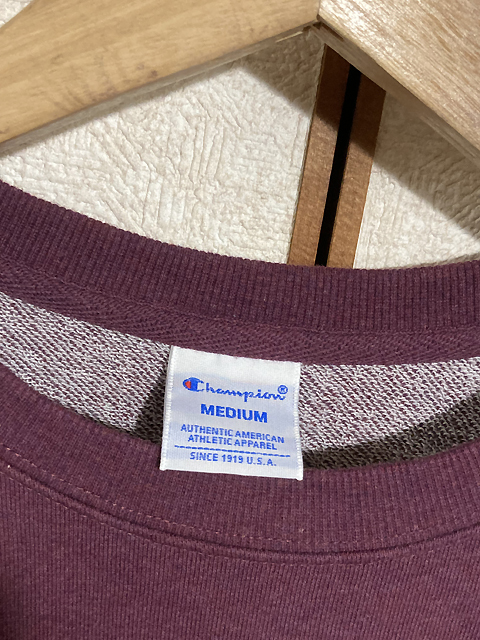 Champion®
MEDIUM
AUTHENTIC AMERICAN
ATHLETIC APPAREL
SINCE 1919 U.S.A.